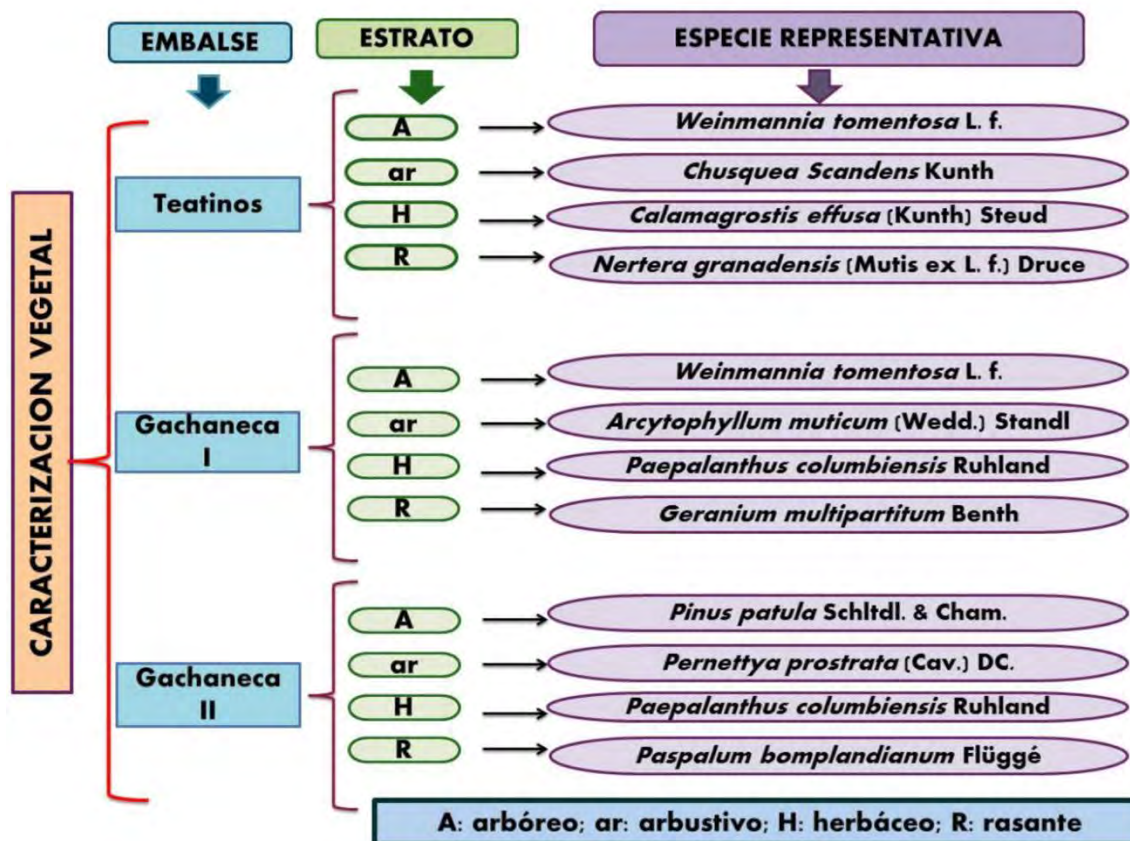 EMBALSE
ESTRATO
ESPECIE REPRESENTATIVA
CARACTERIZACION VEGETAL
Teatinos
A
Weinmannia tomentosa L. f.
ar
Chusquea Scandens Kunth
H
Calamagrostis effusa (Kunth) Steud
R
Nertera granadensis (Mutis ex L. f.) Druce
Gachaneca
I
A
Weinmannia tomentosa L. f.
ar
Arcytophyllum muticum (Wedd.) Standl
H
Paepalanthus columbiensis Ruhland
R
Geranium multipartitum Benth
Gachaneca
II
A
Pinus patula Schltdl. & Cham.
ar
Pernettya prostrata (Cav.) DC.
H
Paepalanthus columbiensis Ruhland
R
Paspalum bomplandianum Flüggé
A: arbóreo; ar: arbustivo; H: herbáceo; R: rasante